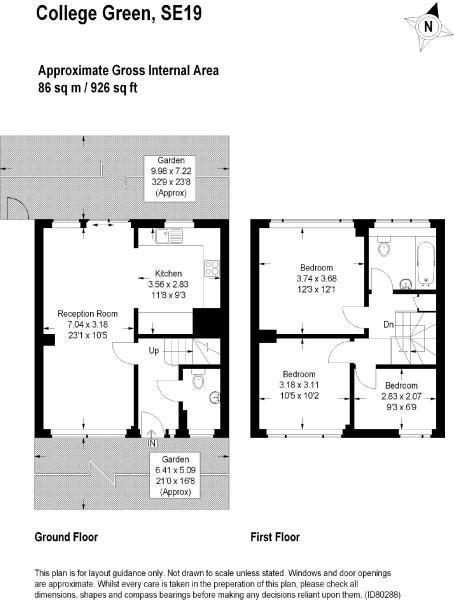 College Green, SE19
N
Approximate Gross Internal Area
86 sq m / 926 sq ft
Garden
9.98 x 7.22
32'9 x 23'8
(Approx)
Kitchen
3.56 x 2.83
11'8 x 9'3
Reception Room
7.04 x 3.18
23'1 x 10'5
Up
IN
Garden
6.41 x 5.09
21'0 x 16'8
(Approx)
Bedroom
3.74 x 3.68
12'3 x 12'1
Dn
Bedroom
3.18 x 3.11
10'5 x 10'2
Bedroom
2.83 x 2.07
9'3 x 6'9
Ground Floor
First Floor
This plan is for layout guidance only. Not drawn to scale unless stated. Windows and door openings
are approximate. Whilst every care is taken in the preperation of this plan, please check all
dimensions, shapes and compass bearings before making any decisions reliant upon them. (ID80288)